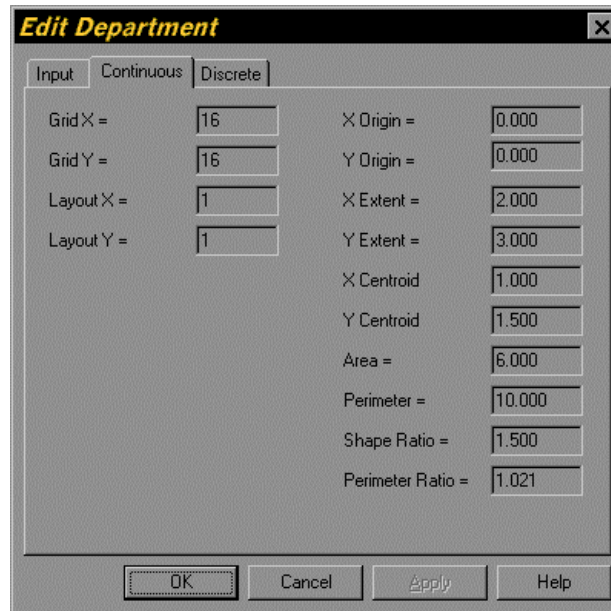 Edit Department
Input Continuous Discrete
Grid X = 16 X Origin = 0.000
Grid Y = 16 Y Origin = 0.000
Layout X = 1 X Extent = 2.000
Layout Y = 1 Y Extent = 3.000
X Centroid 1.000
Y Centroid 1.500
Area = 6.000
Perimeter = 10.000
Shape Ratio = 1.500
Perimeter Ratio = 1.021
OK Cancel Apply Help